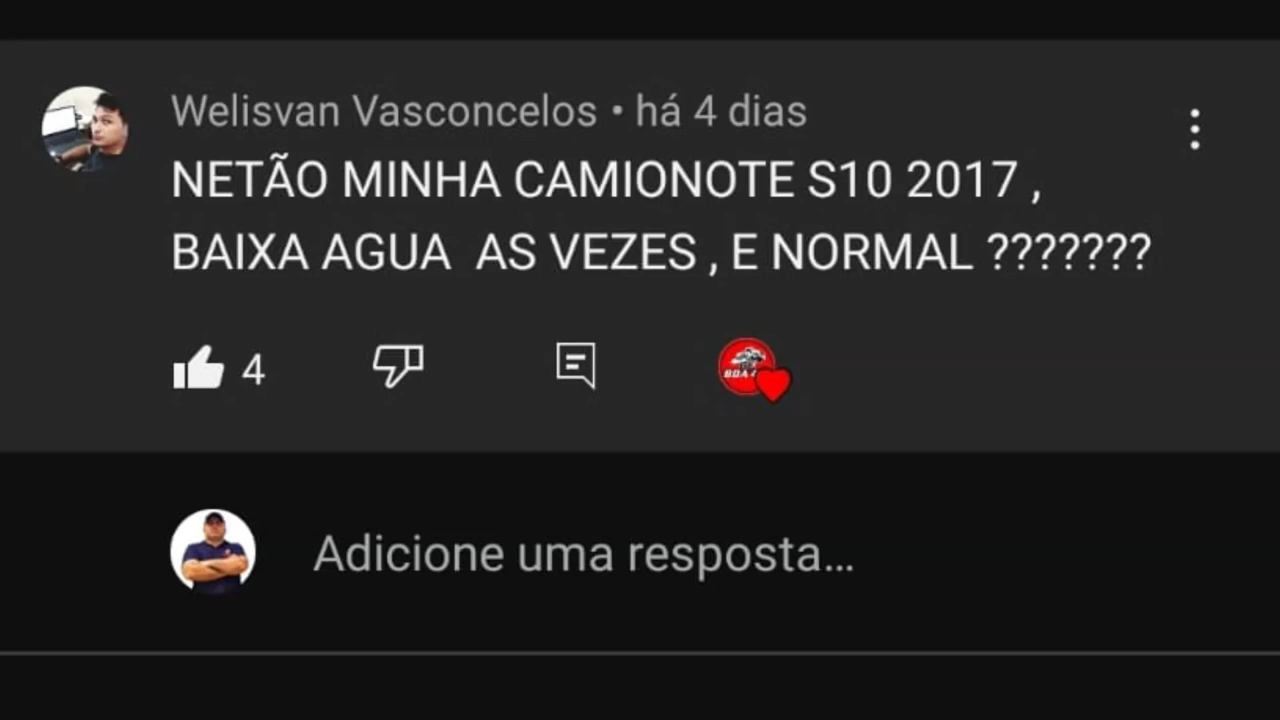 Welisvan Vasconcelos • há 4 dias
NETÃO MINHA CAMIONOTE S10 2017 ,
BAIXA AGUA  AS VEZES , E NORMAL ???????
4
Adicione uma resposta...